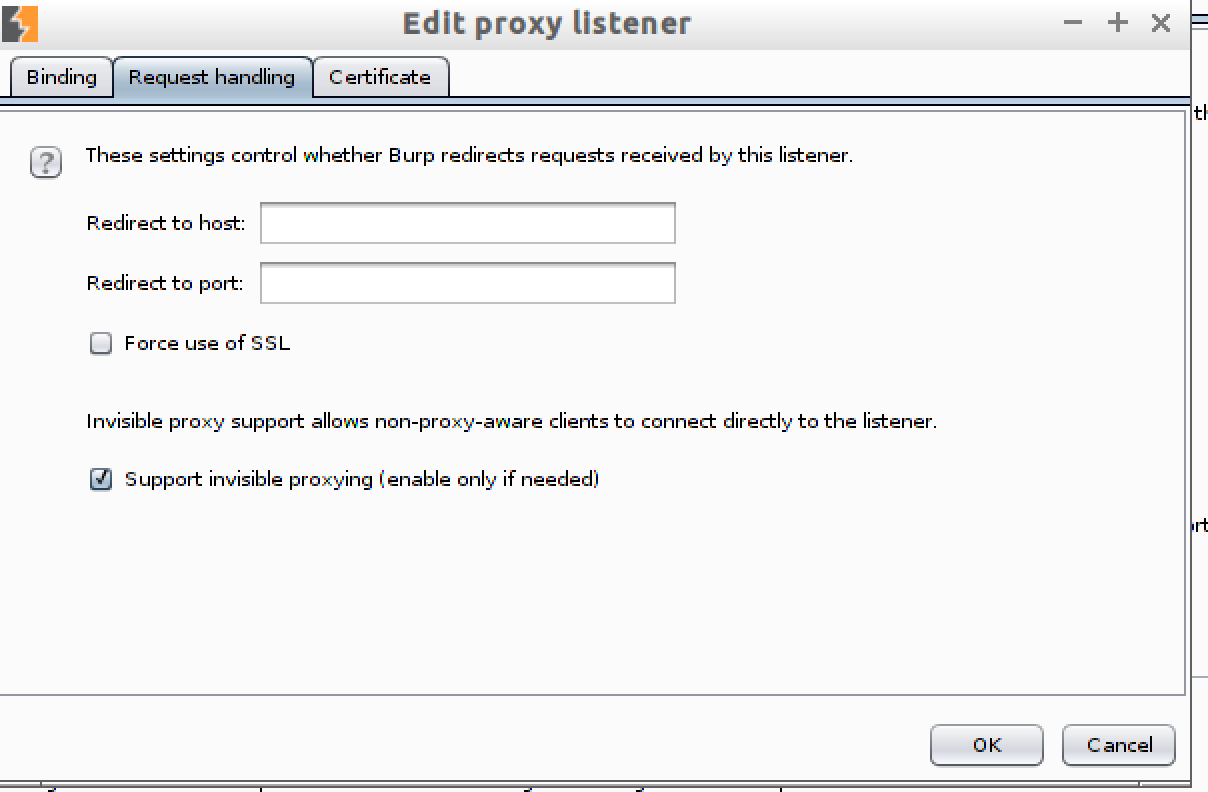 Edit proxy listener
Binding Request handling Certificate
?
These settings control whether Burp redirects requests received by this listener.
Redirect to host:
Redirect to port:
Force use of SSL
Invisible proxy support allows non-proxy-aware clients to connect directly to the listener.
Support invisible proxying (enable only if needed)
OK Cancel